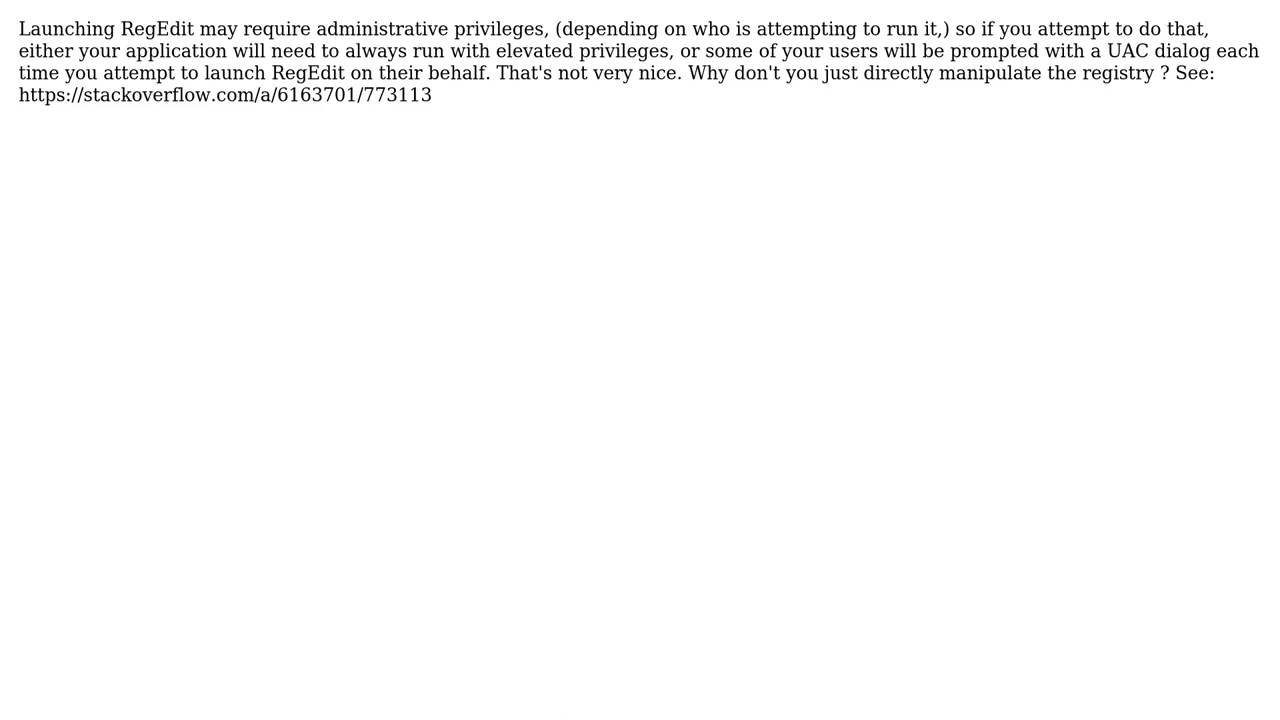 Launching RegEdit may require administrative privileges, (depending on who is attempting to run it,) so if you attempt to do that,
either your application will need to always run with elevated privileges, or some of your users will be prompted with a UAC dialog each
time you attempt to launch RegEdit on their behalf. That's not very nice. Why don't you just directly manipulate the registry ? See:
https://stackoverflow.com/a/6163701/773113